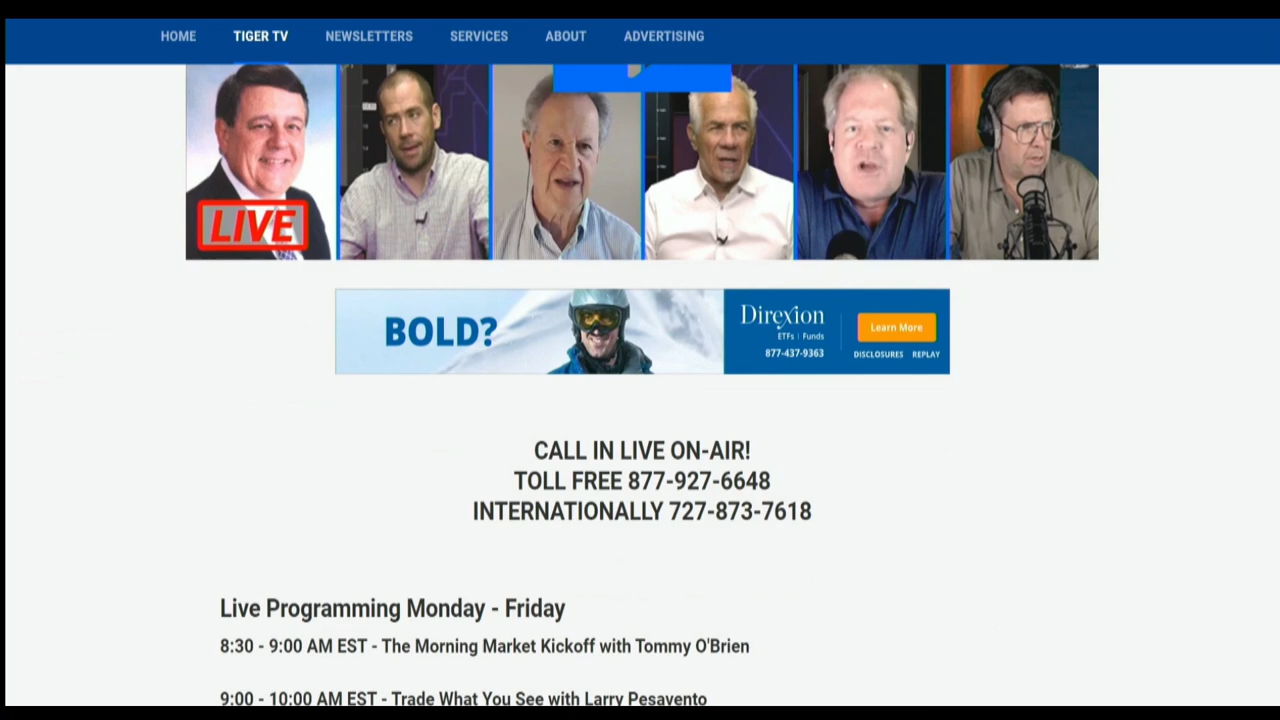 HOME TIGER TV NEWSLETTERS SERVICES ABOUT ADVERTISING
LIVE
BOLD?
Direxion
ETFs | Funds
877-437-9363
Learn More
DISCLOSURES REPLAY
CALL IN LIVE ON-AIR!
TOLL FREE 877-927-6648
INTERNATIONALLY 727-873-7618
Live Programming Monday - Friday
8:30 - 9:00 AM EST - The Morning Market Kickoff with Tommy O'Brien
9:00 - 10:00 AM EST - Trade What You See with Larry Pesavento